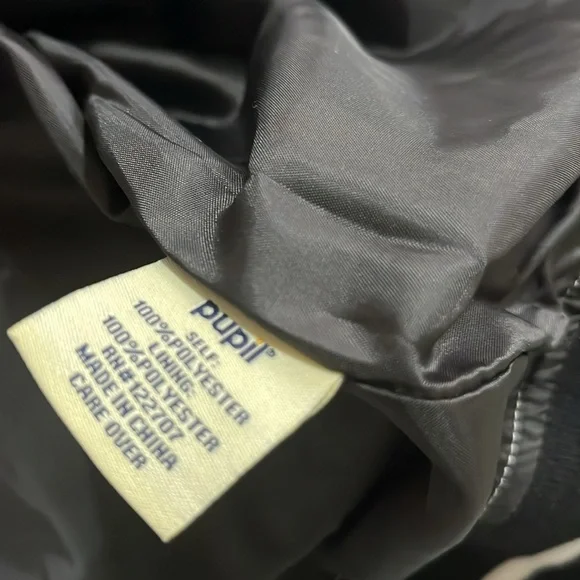 pupil®
SELF:
100%POLYESTER
LINING:
100%POLYESTER
RN#122707
MADE IN CHINA
CARE OVER